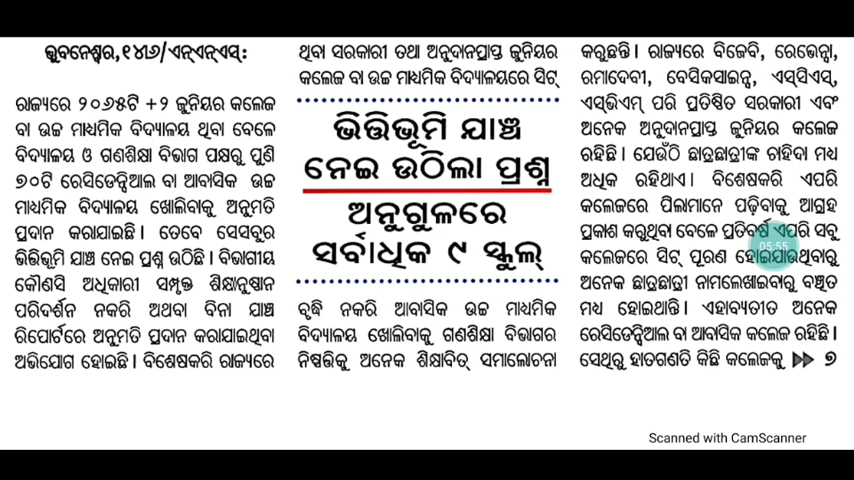 ଭୁବନେଶ୍ୱର,୧୪।୬/ଏନ୍ଏନ୍ଏସ୍:
ରାଜ୍ୟରେ ୨୦୬୫ଟି +୨ ଜୁନିୟର କଲେଜ
ବା ଉଚ୍ଚ ମାଧ୍ୟମିକ ବିଦ୍ୟାଳୟ ଥିବା ବେଳେ
ବିଦ୍ୟାଳୟ ଓ ଗଣଶିକ୍ଷା ବିଭାଗ ପକ୍ଷରୁ ପୁଣି
୭୦ଟି ରେସିଡେନ୍ସିଆଲ ବା ଆବାସିକ ଉଚ୍ଚ
ମାଧ୍ୟମିକ ବିଦ୍ୟାଳୟ ଖୋଲିବାକୁ ଅନୁମତି
ପ୍ରଦାନ କରାଯାଇଛି। ତେବେ ସେସବୁର
ଭିତ୍ତିଭୂମି ଯାଞ୍ଚ ନେଇ ପ୍ରଶ୍ନ ଉଠିଛି। ବିଭାଗୀୟ
କୌଣସି ଅଧିକାରୀ ସମ୍ପୃକ୍ତ ଶିକ୍ଷାନୁଷ୍ଠାନ
ପରିଦର୍ଶନ ନକରି ଅଥବା ବିନା ଯାଞ୍ଚ
ରିପୋର୍ଟରେ ଅନୁମତି ପ୍ରଦାନ କରାଯାଇଥିବା
ଅଭିଯୋଗ ହୋଇଛି। ବିଶେଷକରି ରାଜ୍ୟରେ
ଥିବା ସରକାରୀ ତଥା ଅନୁଦାନପ୍ରାପ୍ତ ଜୁନିୟର
କଲେଜ ବା ଉଚ୍ଚ ମାଧ୍ୟମିକ ବିଦ୍ୟାଳୟରେ ସିଟ୍
ଭିତ୍ତିଭୂମି ଯାଞ୍ଚ
ନେଇ ଉଠିଲା ପ୍ରଶ୍ନ
ଅନୁଗୁଳରେ
ସର୍ବାଧିକ ୯ ସ୍କୁଲ୍
ବୃଦ୍ଧି ନକରି ଆବାସିକ ଉଚ୍ଚ ମାଧ୍ୟମିକ
ବିଦ୍ୟାଳୟ ଖୋଲିବାକୁ ଗଣଶିକ୍ଷା ବିଭାଗର
ନିଷ୍ପତ୍ତିକୁ ଅନେକ ଶିକ୍ଷାବିତ୍ ସମାଲୋଚନା
କରୁଛନ୍ତି। ରାଜ୍ୟରେ ବିଜେବି, ରେଭେନ୍ସା,
ରମାଦେବୀ, ବେସିକସାଇନ୍ସ, ଏସ୍‌ସିଏସ୍,
ଏସ୍‌ଭିଏମ୍ ପରି ପ୍ରତିଷ୍ଠିତ ସରକାରୀ ଏବଂ
ଅନେକ ଅନୁଦାନପ୍ରାପ୍ତ ଜୁନିୟର କଲେଜ
ରହିଛି। ଯେଉଁଠି ଛାତ୍ରଛାତ୍ରୀଙ୍କ ଚାହିଦା ମଧ୍ୟ
ଅଧିକ ରହିଥାଏ। ବିଶେଷକରି ଏପରି
କଲେଜରେ ପିଲାମାନେ ପଢ଼ିବାକୁ ଆଗ୍ରହ
ପ୍ରକାଶ କରୁଥିବା ବେଳେ ପ୍ରତିବର୍ଷ ଏପରି ସବୁ
କଲେଜରେ ସିଟ୍ ପୂରଣ ହୋଇଯାଉଥିବାରୁ
ଅନେକ ଛାତ୍ରଛାତ୍ରୀ ନାମଲେଖାଇବାରୁ ବଞ୍ଚିତ
ମଧ୍ୟ ହୋଇଥାନ୍ତି। ଏହାବ୍ୟତୀତ ଅନେକ
ରେସିଡେନ୍ସିଆଲ ବା ଆବାସିକ କଲେଜ ରହିଛି।
ସେଥିରୁ ହାତଗଣତି କିଛି କଲେଜକୁ ▶▶ ୭
05:55
Scanned with CamScanner